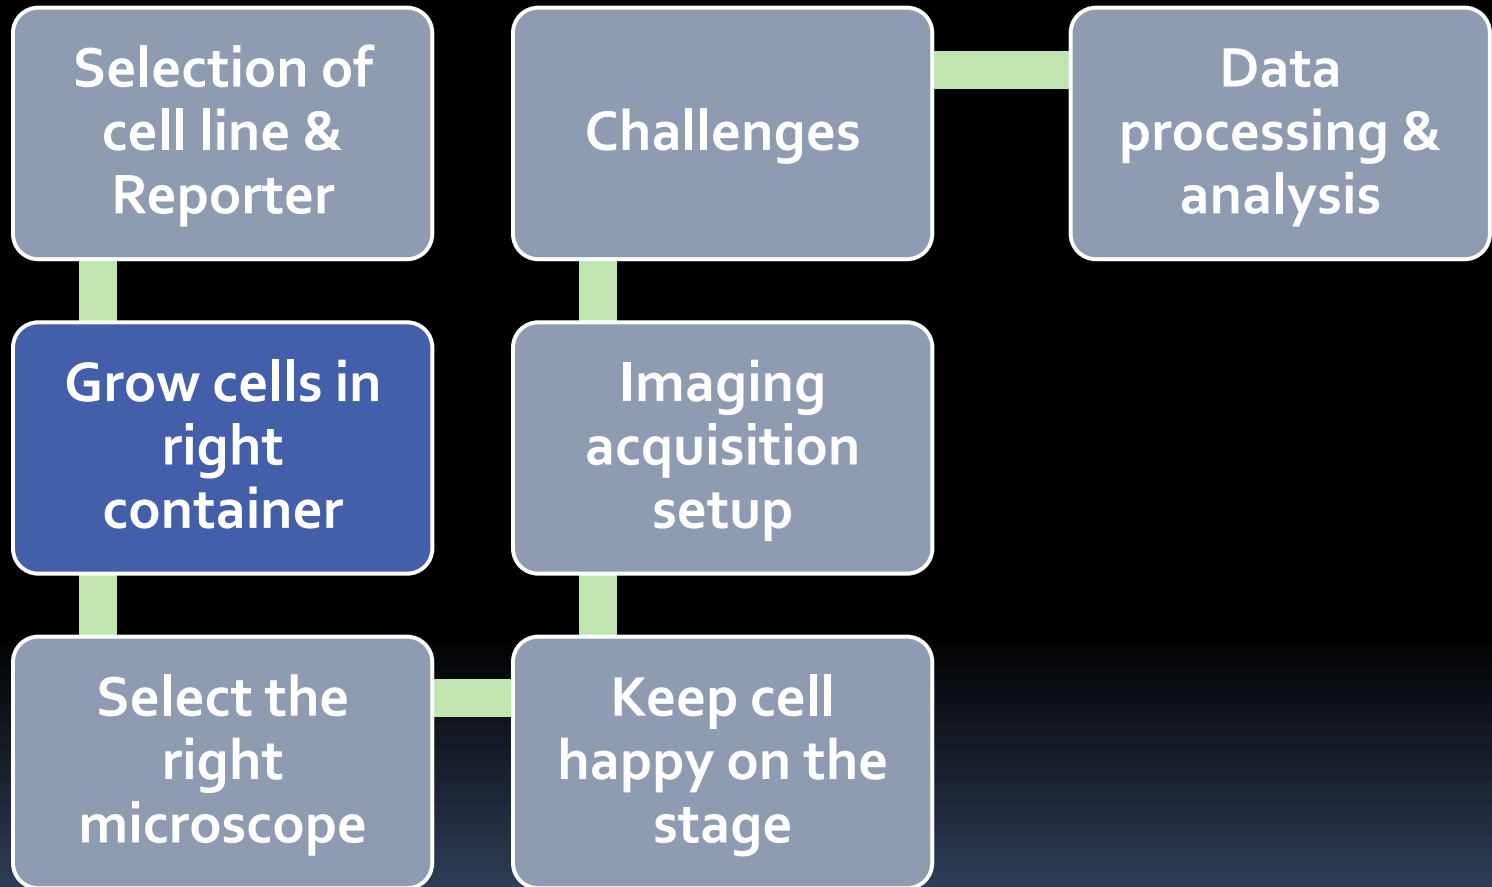 Selection of
cell line &
Reporter
Grow cells in
right
container
Select the
right
microscope
Keep cell
happy on the
stage
Imaging
acquisition
setup
Challenges
Data
processing &
analysis